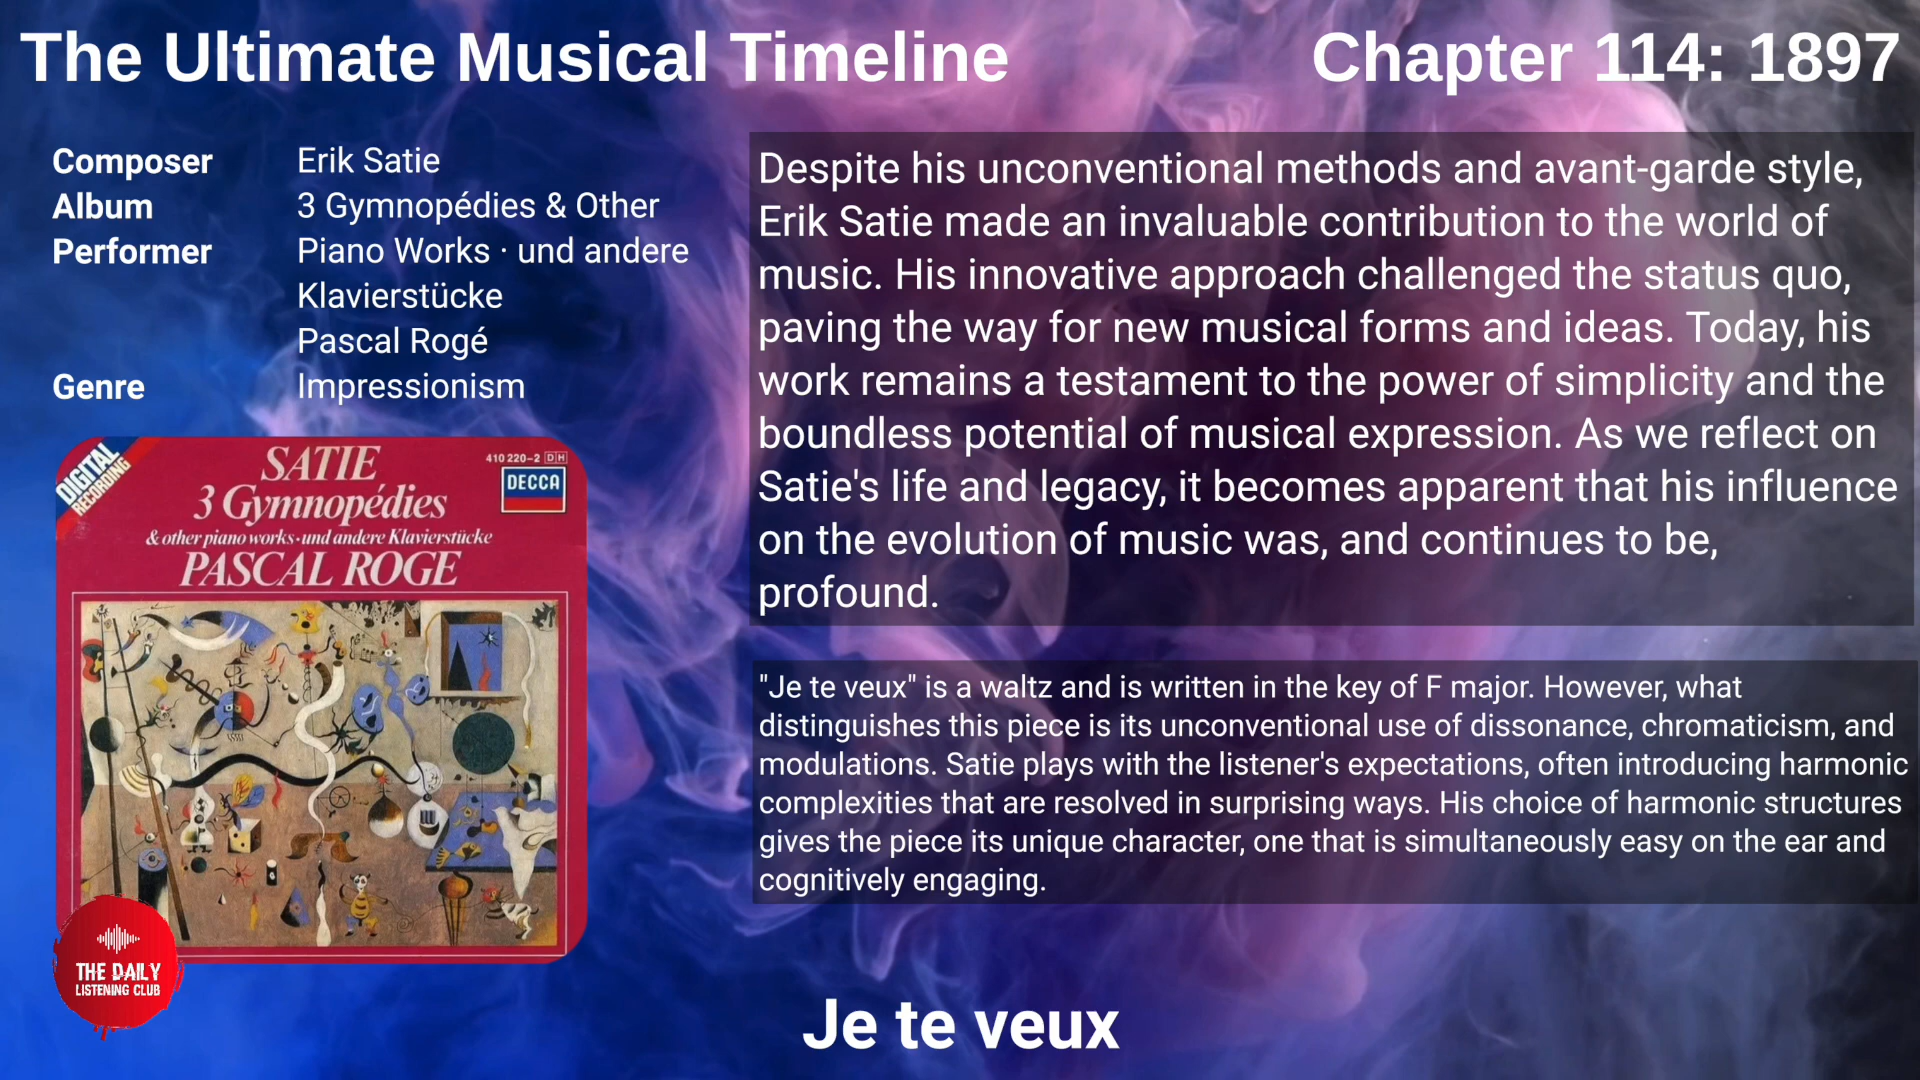 The Ultimate Musical Timeline
Chapter 114: 1897
Composer
Erik Satie
Album
3 Gymnopédies & Other
Performer
Piano Works · und andere
Klavierstücke
Pascal Rogé
Genre
Impressionism
DIGITAL
RECORDING
SATIE
410 220-2 DH
DECCA
3 Gymnopédies
& other piano works·und andere Klavierstücke
PASCAL ROGE
THE DAILY
LISTENING CLUB
Despite his unconventional methods and avant-garde style,
Erik Satie made an invaluable contribution to the world of
music. His innovative approach challenged the status quo,
paving the way for new musical forms and ideas. Today, his
work remains a testament to the power of simplicity and the
boundless potential of musical expression. As we reflect on
Satie's life and legacy, it becomes apparent that his influence
on the evolution of music was, and continues to be,
profound.
"Je te veux" is a waltz and is written in the key of F major. However, what
distinguishes this piece is its unconventional use of dissonance, chromaticism, and
modulations. Satie plays with the listener's expectations, often introducing harmonic
complexities that are resolved in surprising ways. His choice of harmonic structures
gives the piece its unique character, one that is simultaneously easy on the ear and
cognitively engaging.
Je te veux